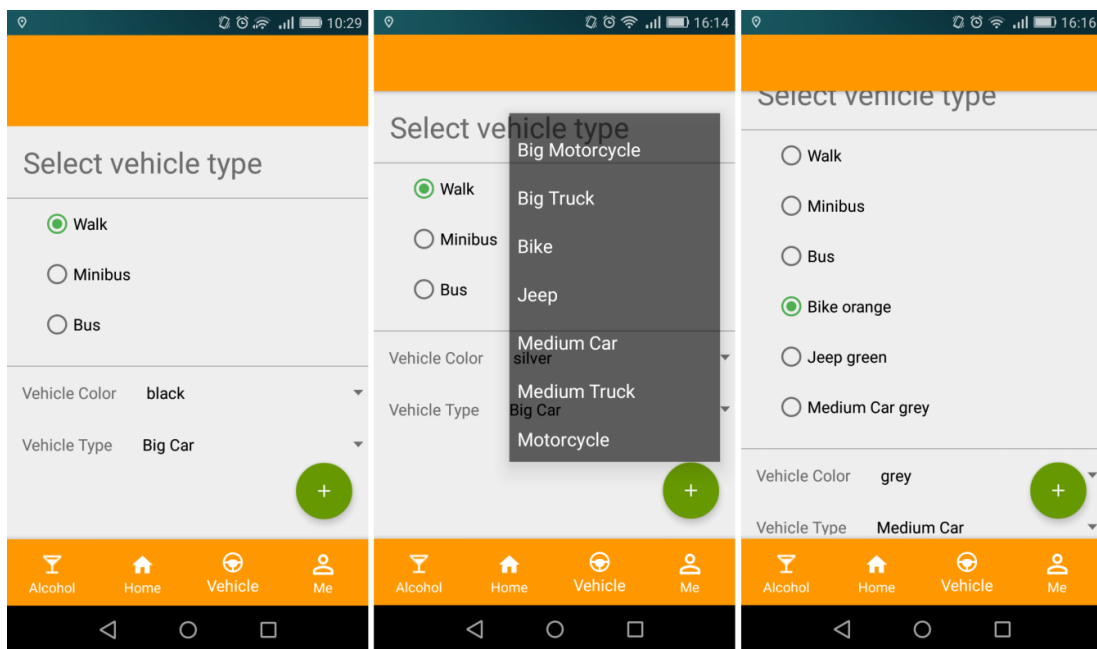 10:29
Select vehicle type
Walk
Minibus
Bus
Vehicle Color black
Vehicle Type Big Car
+
Alcohol Home Vehicle Me
16:14
Select vehicle type
Big Motorcycle
Walk
Big Truck
Minibus
Bike
Bus
Jeep
Medium Car
Vehicle Color silver
Medium Truck
Vehicle Type Big Car
Motorcycle
+
Alcohol Home Vehicle Me
16:16
Select vehicle type
Walk
Minibus
Bus
Bike orange
Jeep green
Medium Car grey
Vehicle Color grey
+
Vehicle Type Medium Car
Alcohol Home Vehicle Me